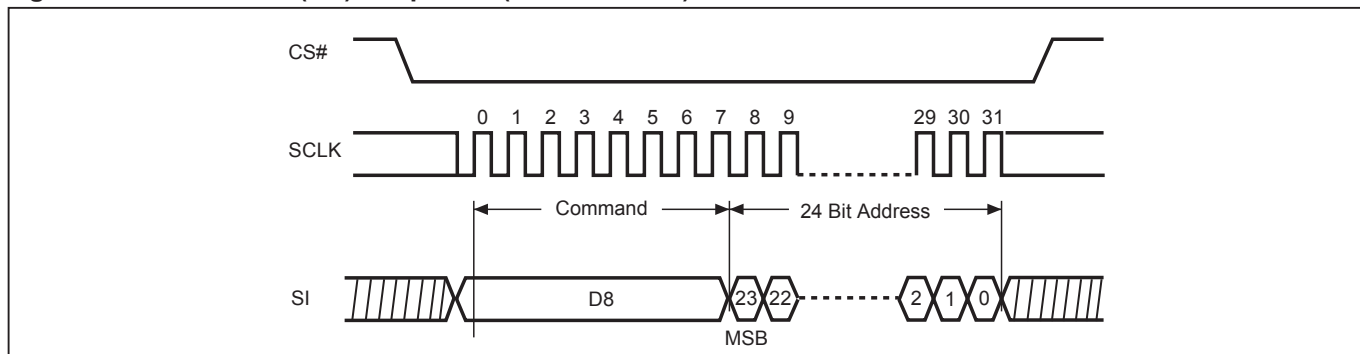 CS#
0 1 2 3 4 5 6 7 8 9 29 30 31
SCLK
Command 24 Bit Address
SI D8 23 22 2 1 0
MSB